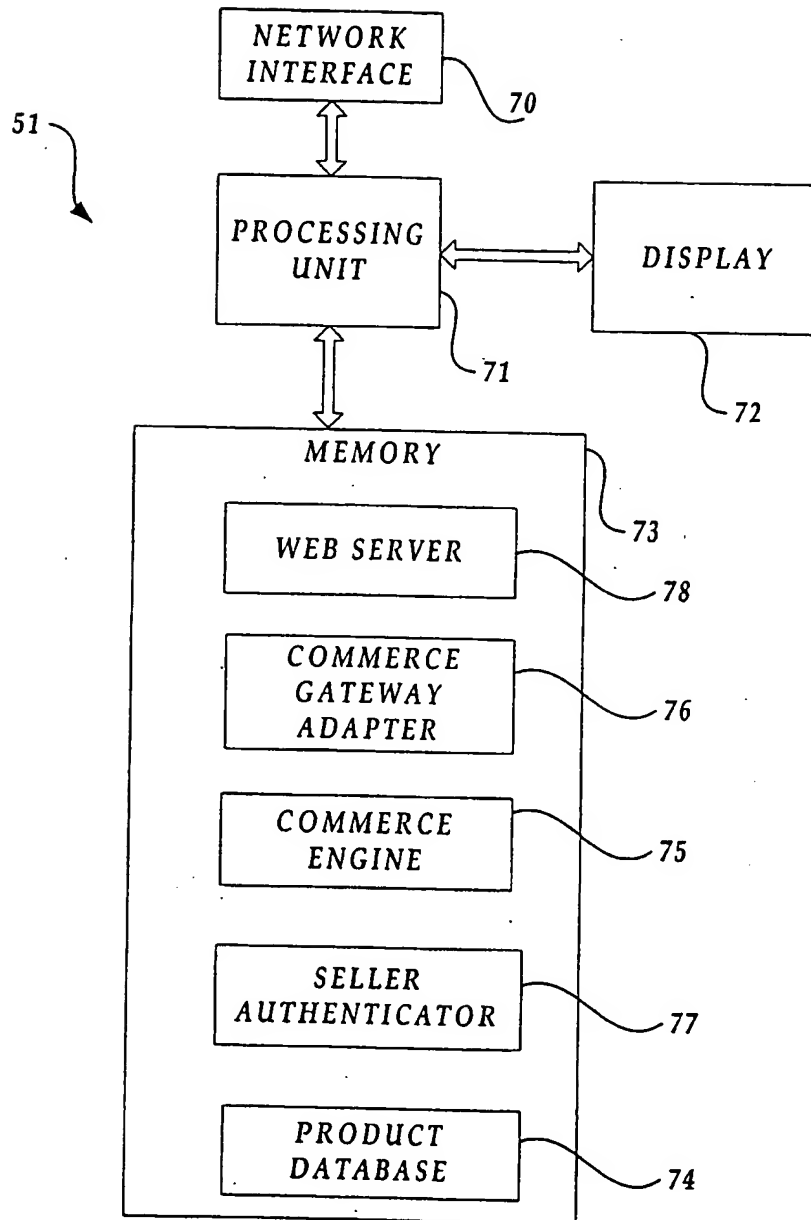 NETWORK
INTERFACE
70
51
PROCESSING
UNIT
DISPLAY
71
72
MEMORY
73
WEB SERVER
78
COMMERCE
GATEWAY
ADAPTER
76
COMMERCE
ENGINE
75
SELLER
AUTHENTICATOR
77
PRODUCT
DATABASE
74